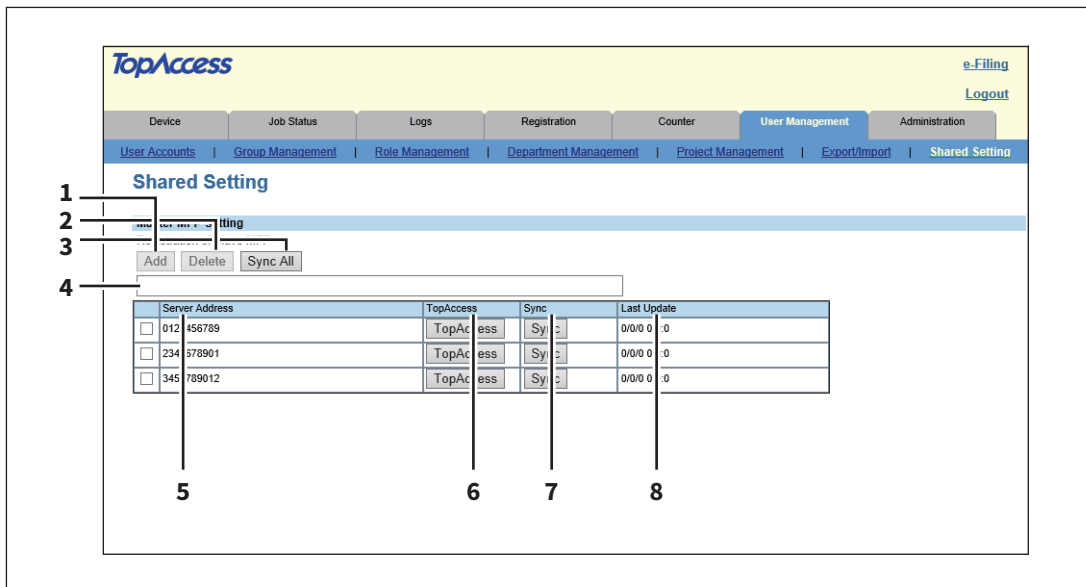 TopAccess
e-Filing
Logout
Device Job Status Logs Registration Counter User Management Administration
User Accounts | Group Management | Role Management | Department Management | Project Management | Export/Import | Shared Setting
Shared Setting
1
2
3
Add Delete Sync All
4
Server Address TopAccess Sync Last Update
TopAccess Sync
TopAccess Sync
TopAccess Sync
5 6 7 8